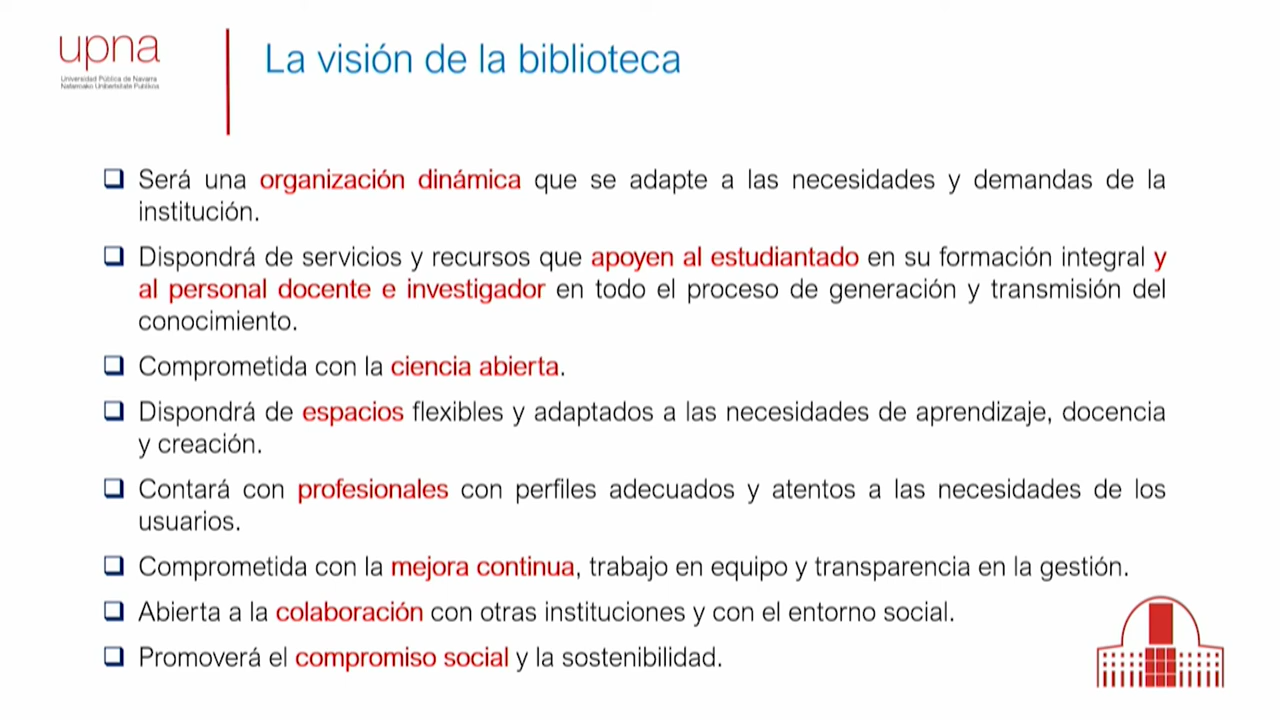 upna
Universidad Pública de Navarra
Nafarroako Unibertsitate Publikoa
La visión de la biblioteca
Será una organización dinámica que se adapte a las necesidades y demandas de la
institución.
Dispondrá de servicios y recursos que apoyen al estudiantado en su formación integral y
al personal docente e investigador en todo el proceso de generación y transmisión del
conocimiento.
Comprometida con la ciencia abierta.
Dispondrá de espacios flexibles y adaptados a las necesidades de aprendizaje, docencia
y creación.
Contará con profesionales con perfiles adecuados y atentos a las necesidades de los
usuarios.
Comprometida con la mejora continua, trabajo en equipo y transparencia en la gestión.
Abierta a la colaboración con otras instituciones y con el entorno social.
Promoverá el compromiso social y la sostenibilidad.